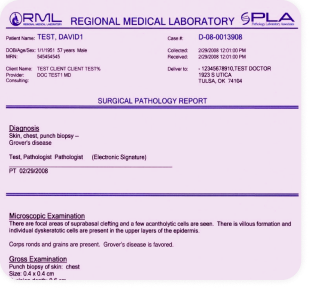 RML REGIONAL MEDICAL LABORATORY SPLA
Patient Name: TEST, DAVID1 Case #: D-08-0013908
DOB/Age/Sex: 1/1/1951 57 years Male Collected: 2/29/2008 12:01:00 PM
MRN: 545454545 Received: 2/29/2008 12:01:00 PM
Client Name: TEST CLIENT CLIENT TEST% Deliver to: - 12345678910,TEST DOCTOR
Provider: DOC TEST1 MD 1923 S UTICA
Consulting: TULSA, OK 74104
SURGICAL PATHOLOGY REPORT
Diagnosis
Skin, chest, punch biopsy --
Grover's disease
Test, Pathologist Pathologist (Electronic Signature)
PT 02/29/2008
Microscopic Examination
There are focal areas of suprabasal clefting and a few acantholytic cells are seen. There is villous formation and
individual dyskeratotic cells are present in the upper layers of the epidermis.
Corps ronds and grains are present. Grover's disease is favored.
Gross Examination
Punch biopsy of skin: chest
Size 0.4 x 0.4 cm